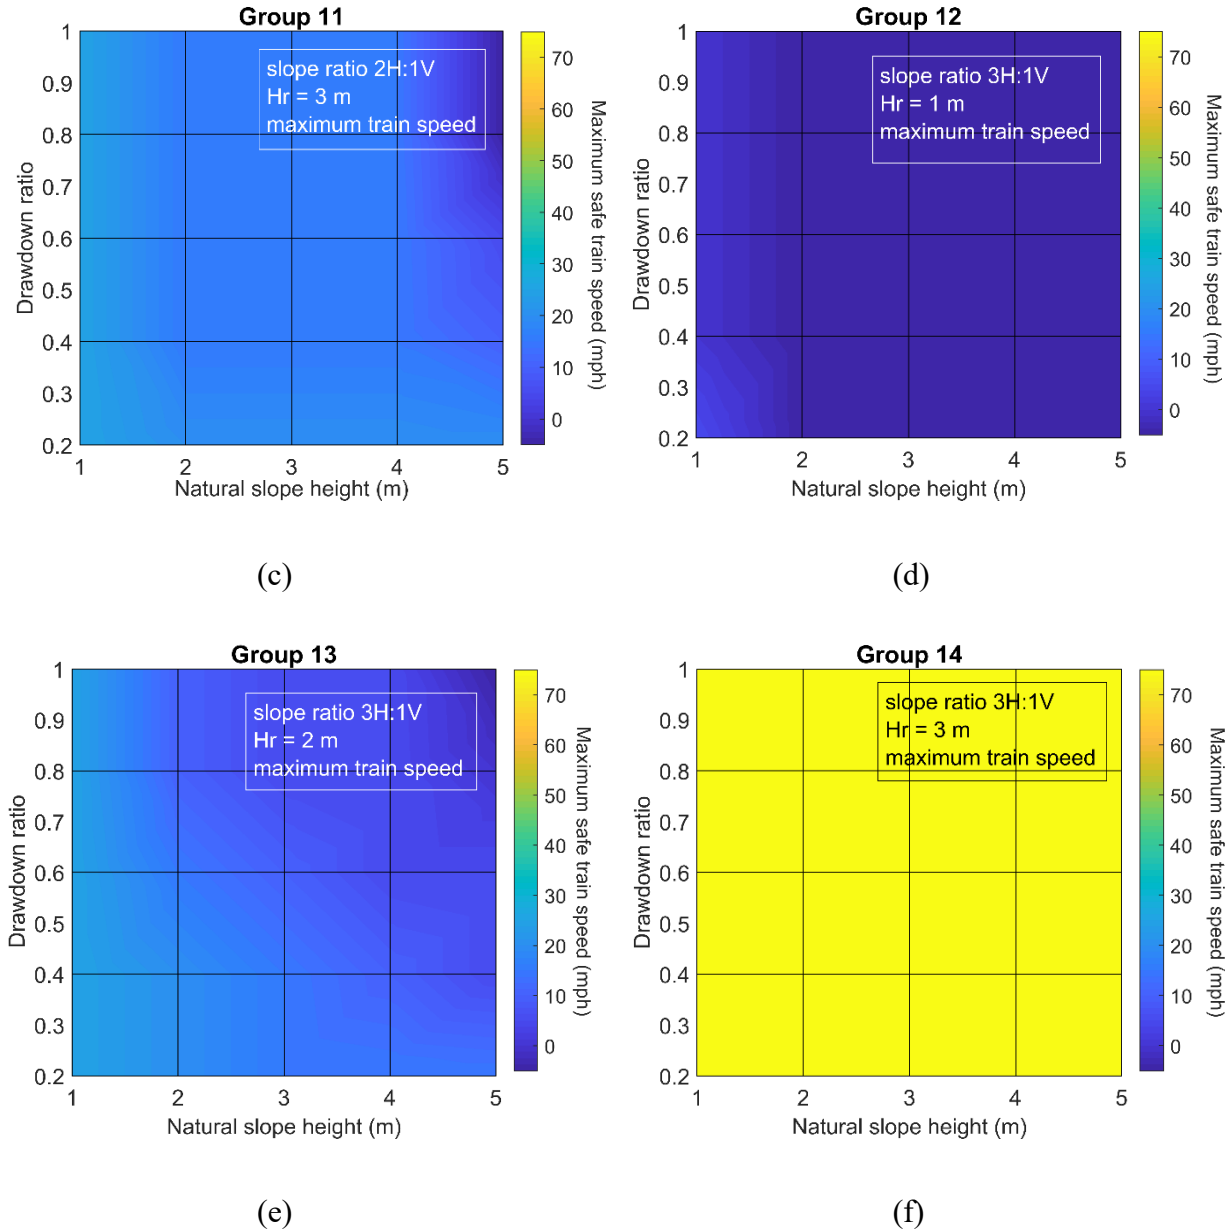 Group 11
slope ratio 2H:1V
Hr = 3 m
maximum train speed
1
0.9
0.8
0.7
0.6
0.5
0.4
0.3
0.2
Drawdown ratio
1 2 3 4 5
Natural slope height (m)
70
60
50
40
30
20
10
0
Maximum safe train speed (mph)
(c)
Group 12
slope ratio 3H:1V
Hr = 1 m
maximum train speed
1
0.9
0.8
0.7
0.6
0.5
0.4
0.3
0.2
Drawdown ratio
1 2 3 4 5
Natural slope height (m)
70
60
50
40
30
20
10
0
Maximum safe train speed (mph)
(d)
Group 13
slope ratio 3H:1V
Hr = 2 m
maximum train speed
1
0.9
0.8
0.7
0.6
0.5
0.4
0.3
0.2
Drawdown ratio
1 2 3 4 5
Natural slope height (m)
70
60
50
40
30
20
10
0
Maximum safe train speed (mph)
(e)
Group 14
slope ratio 3H:1V
Hr = 3 m
maximum train speed
1
0.9
0.8
0.7
0.6
0.5
0.4
0.3
0.2
Drawdown ratio
1 2 3 4 5
Natural slope height (m)
70
60
50
40
30
20
10
0
Maximum safe train speed (mph)
(f)